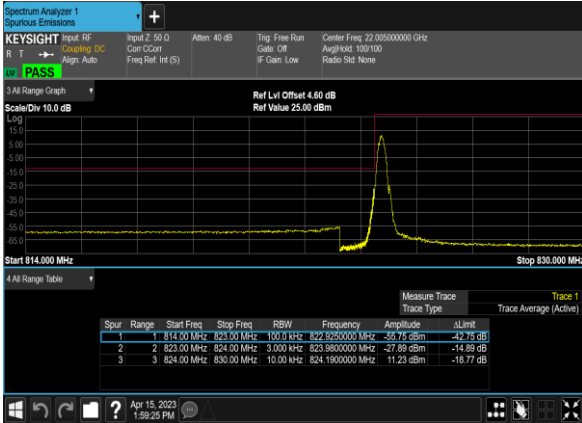 Spectrum Analyzer 1
Spurious Emissions
+
KEYSIGHT Input: RF Input Z: 50 Ω Atten: 40 dB Trig: Free Run Center Freq: 22.005000000 GHz
R T Coupling: DC Corr CCorr Gate: Off Avg|Hold: 100/100
Align: Auto Freq Ref: Int (S) IF Gain: Low Radio Std: None
PASS
3 All Range Graph
Ref Lvl Offset 4.60 dB
Scale/Div 10.0 dB Ref Value 25.00 dBm
Log
15.0
5.00
-5.00
-15.0
-25.0
-35.0
-45.0
-55.0
-65.0
Start 814.000 MHz Stop 830.000 MHz
4 All Range Table
Measure Trace Trace 1
Trace Type Trace Average (Active)
Spur Range Start Freq Stop Freq RBW Frequency Amplitude ΔLimit
1 1 814.00 MHz 823.00 MHz 100.0 kHz 822.9250000 MHz -55.75 dBm -42.75 dB
2 2 823.00 MHz 824.00 MHz 3.000 kHz 823.9800000 MHz -27.89 dBm -14.89 dB
3 3 824.00 MHz 830.00 MHz 10.00 kHz 824.1900000 MHz 11.23 dBm -18.77 dB
? Apr 15, 2023
1:59:25 PM